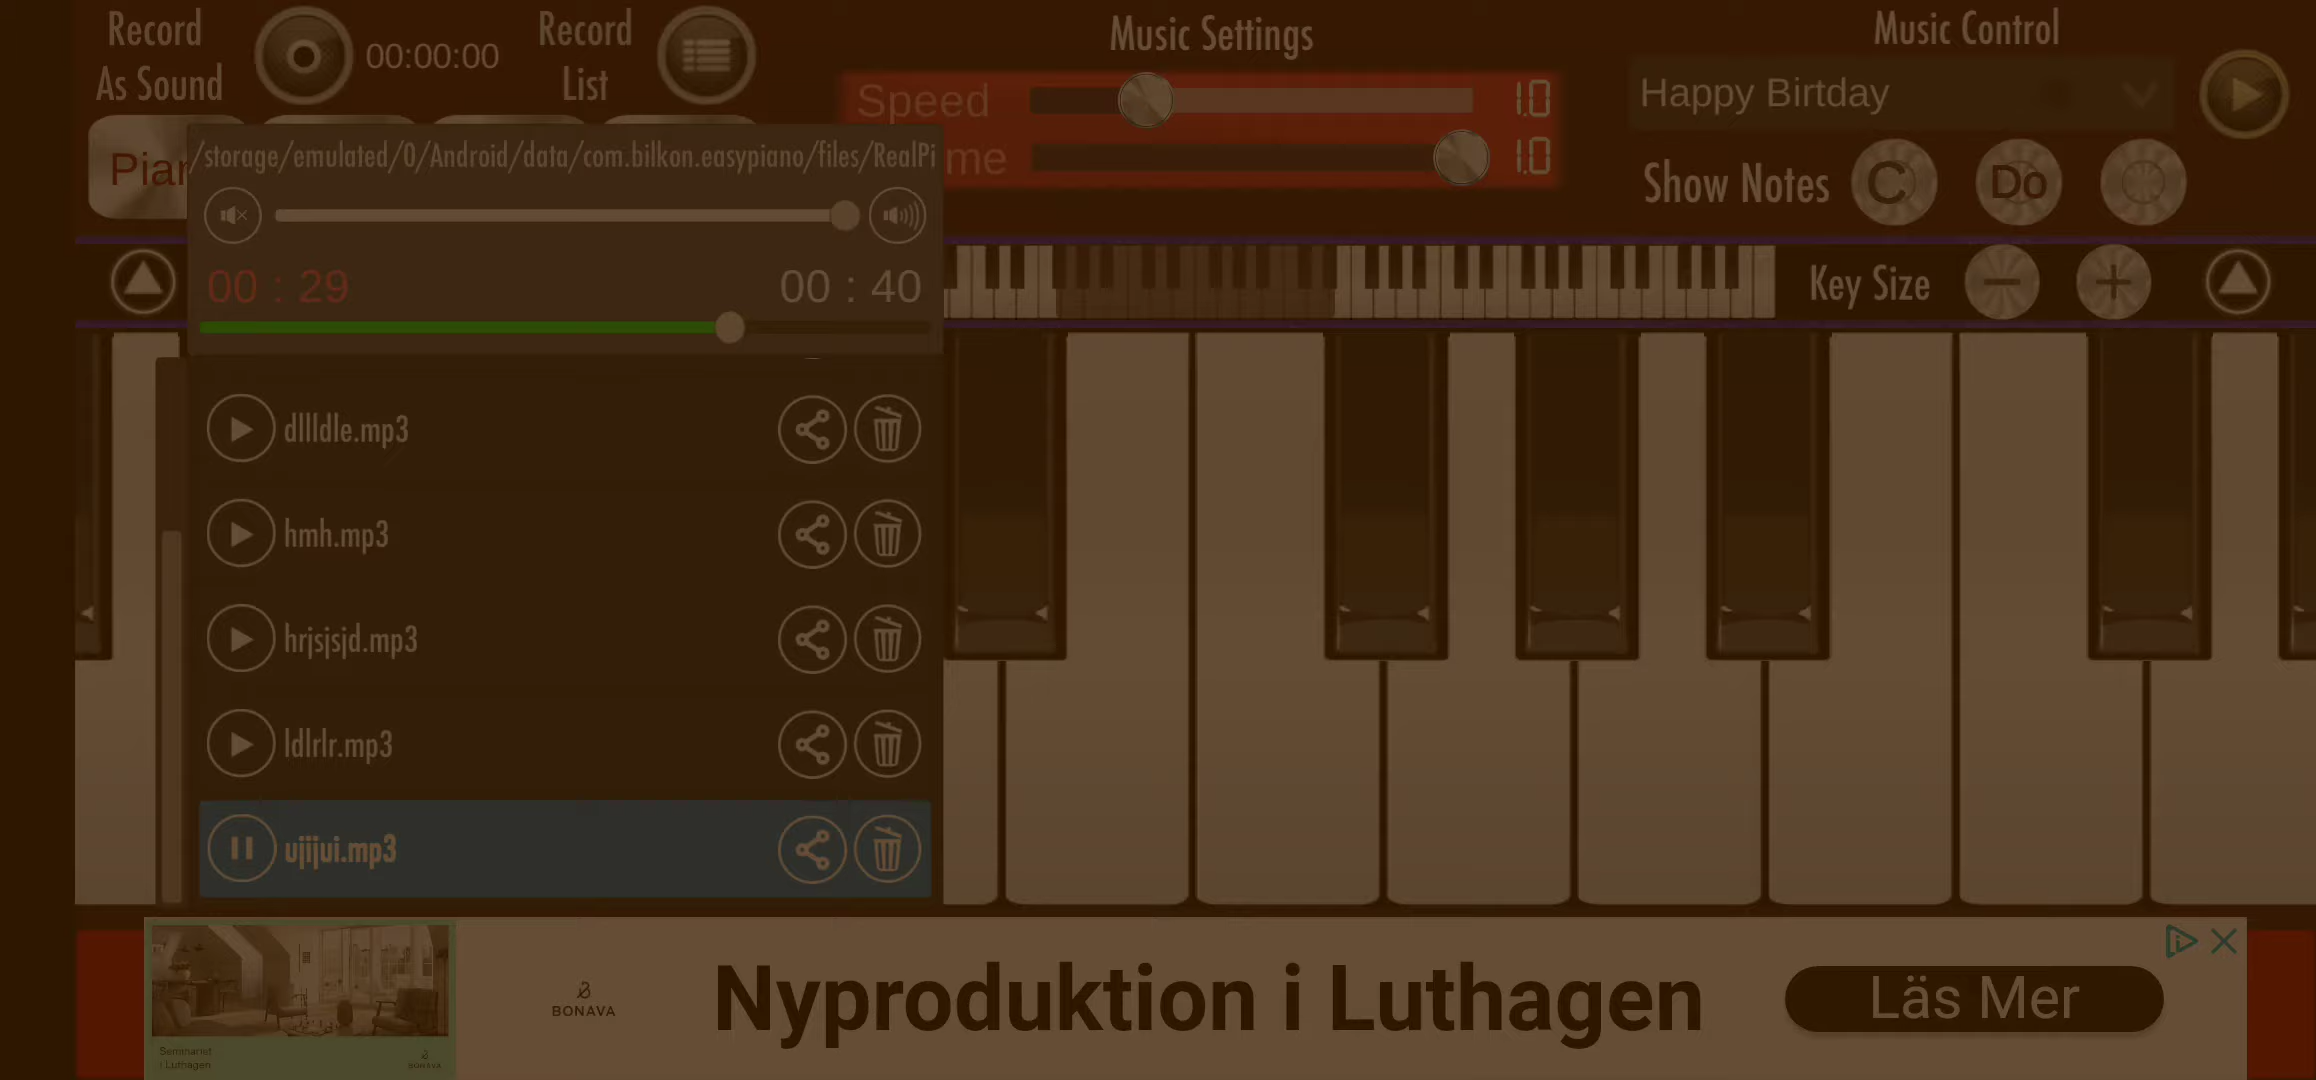 Record
As Sound
00:00:00
Record
List
Music Settings
Music Control
Speed
1.0
Happy Birtday
1.0
Show Notes
C
Do
/storage/emulated/0/Android/data/com.bilkon.easypiano/files/RealPi
00 : 29
00 : 40
Key Size
dllldle.mp3
hmh.mp3
hrjsjsjd.mp3
ldlrlr.mp3
ujijui.mp3
BONAVA
Nyproduktion i Luthagen
Läs Mer
i Luthagen
BONAVA